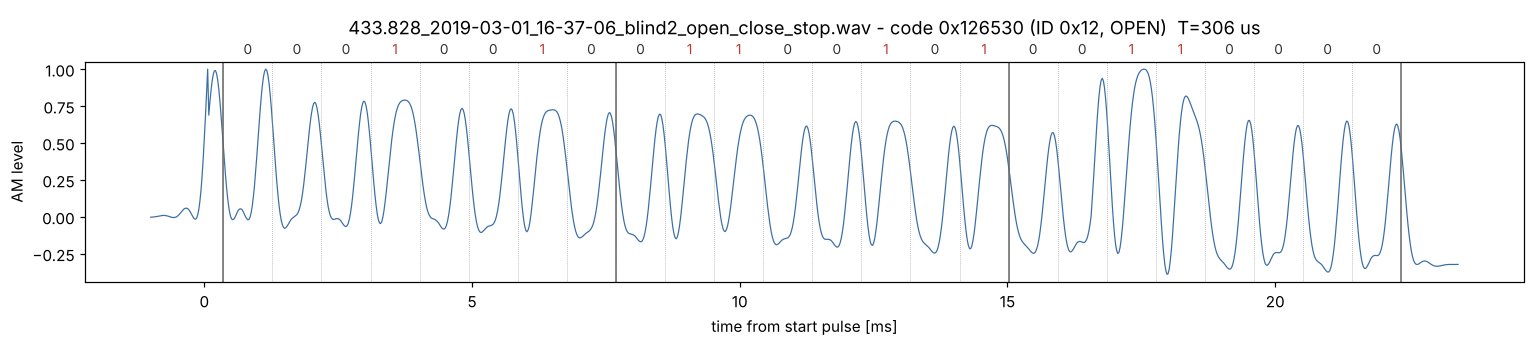 433.828_2019-03-01_16-37-06_blind2_open_close_stop.wav - code 0x126530 (ID 0x12, OPEN)  T=306 us
0 0 0 1 0 0 1 0 0 1 1 0 0 1 0 1 0 0 1 1 0 0 0 0
1.00
0.75
0.50
0.25
0.00
−0.25
AM level
0 5 10 15 20
time from start pulse [ms]